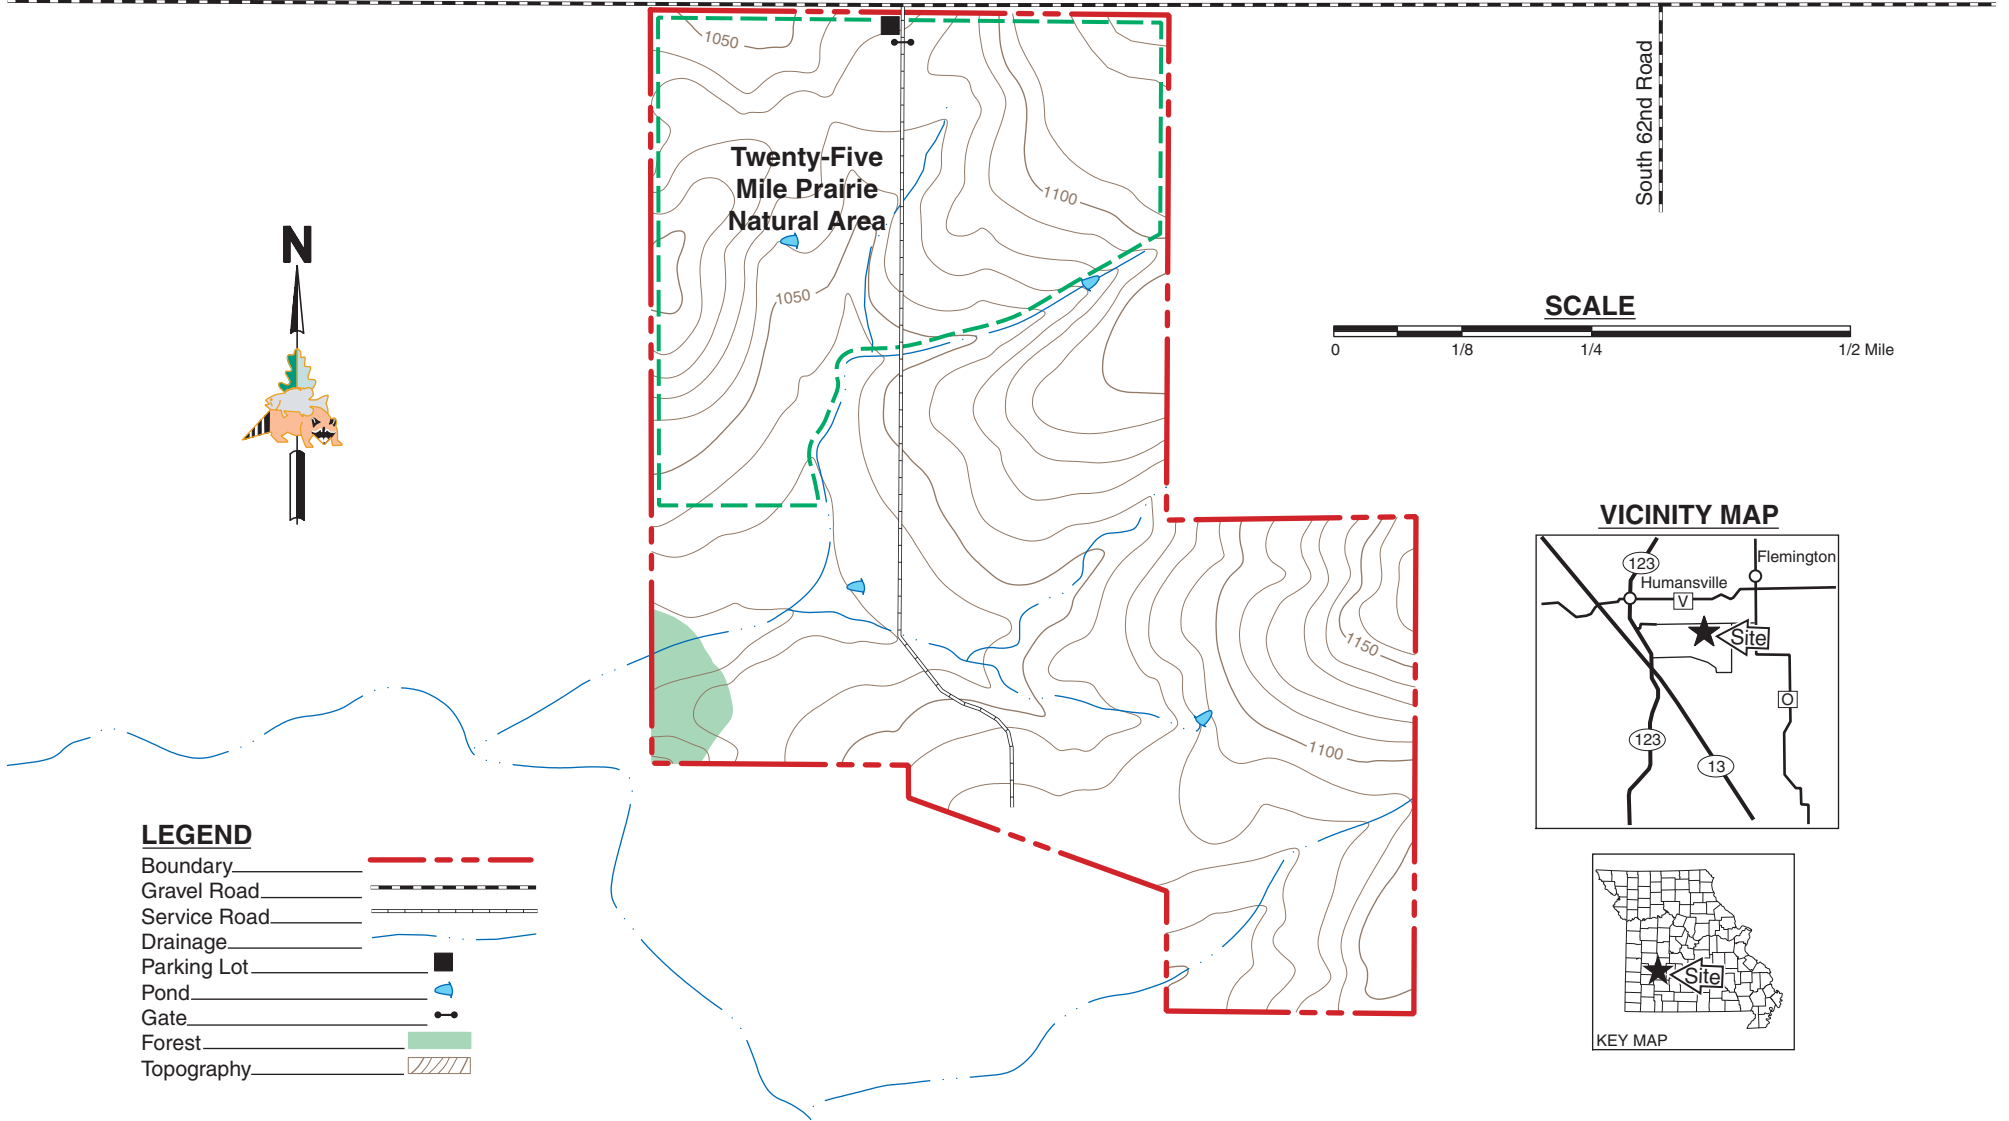 1050
South 62nd Road
Twenty-Five
Mile Prairie
Natural Area
1100
N
1050
SCALE
0 1/8 1/4 1/2 Mile
VICINITY MAP
123
Flemington
Humansville
V
Site
O
123
13
1150
1100
LEGEND
Boundary
Gravel Road
Service Road
Drainage
Parking Lot
Pond
Gate
Forest
Topography
Site
KEY MAP